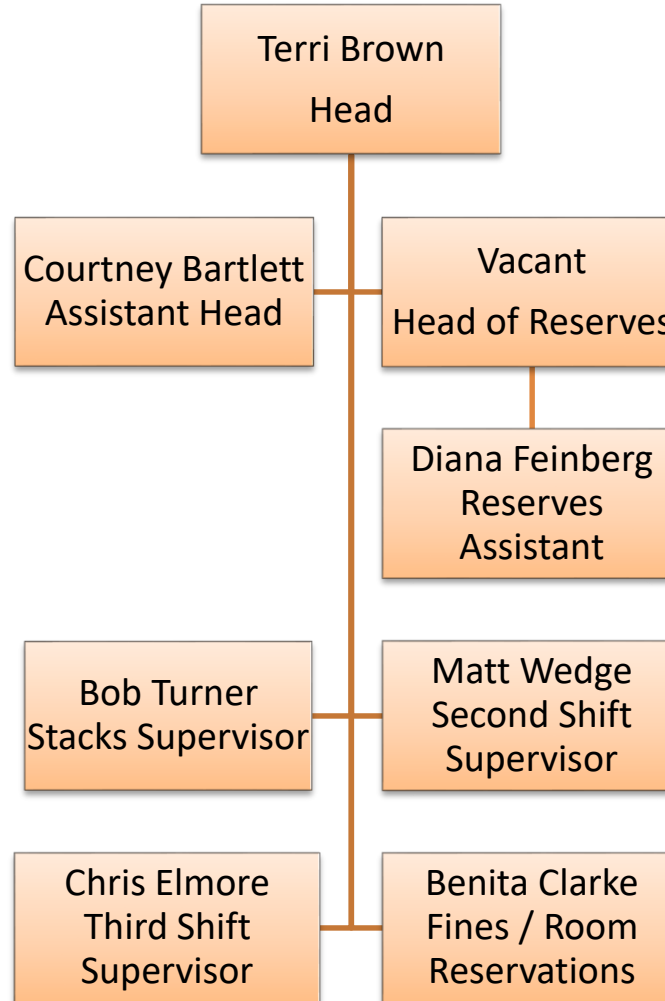 Terri Brown
Head
Courtney Bartlett
Assistant Head
Vacant
Head of Reserves
Diana Feinberg
Reserves
Assistant
Bob Turner
Stacks Supervisor
Matt Wedge
Second Shift
Supervisor
Chris Elmore
Third Shift
Supervisor
Benita Clarke
Fines / Room
Reservations